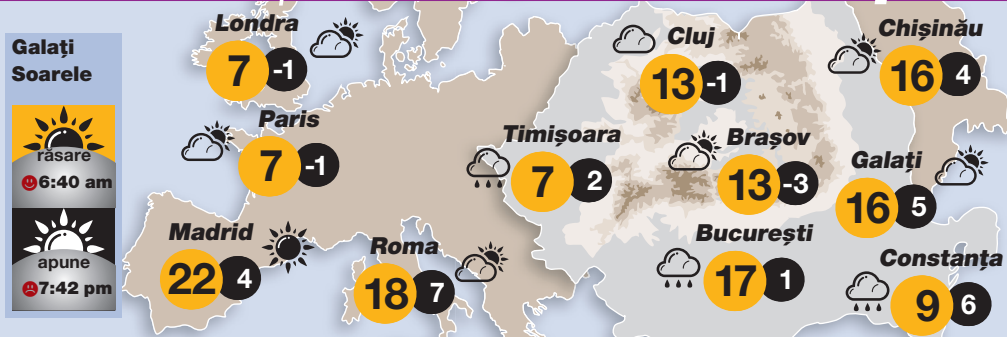 Galați
Soarele
răsare
6:40 am
apune
7:42 pm
Londra
7 -1
Paris
7 -1
Madrid
22 4
Roma
18 7
Timișoara
7 2
Cluj
13 -1
Brașov
13 -3
București
17 1
Chișinău
16 4
Galați
16 5
Constanța
9 6